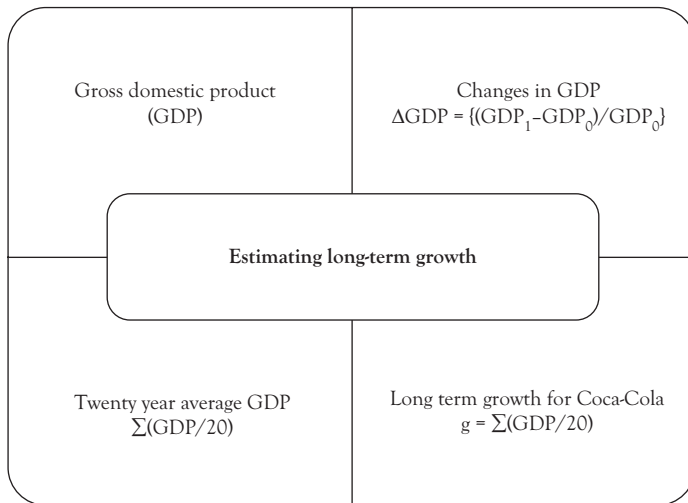 Gross domestic product
(GDP)
Changes in GDP
ΔGDP = {(GDP₁–GDP₀)/GDP₀}
Estimating long-term growth
Twenty year average GDP
∑(GDP/20)
Long term growth for Coca-Cola
g = ∑(GDP/20)